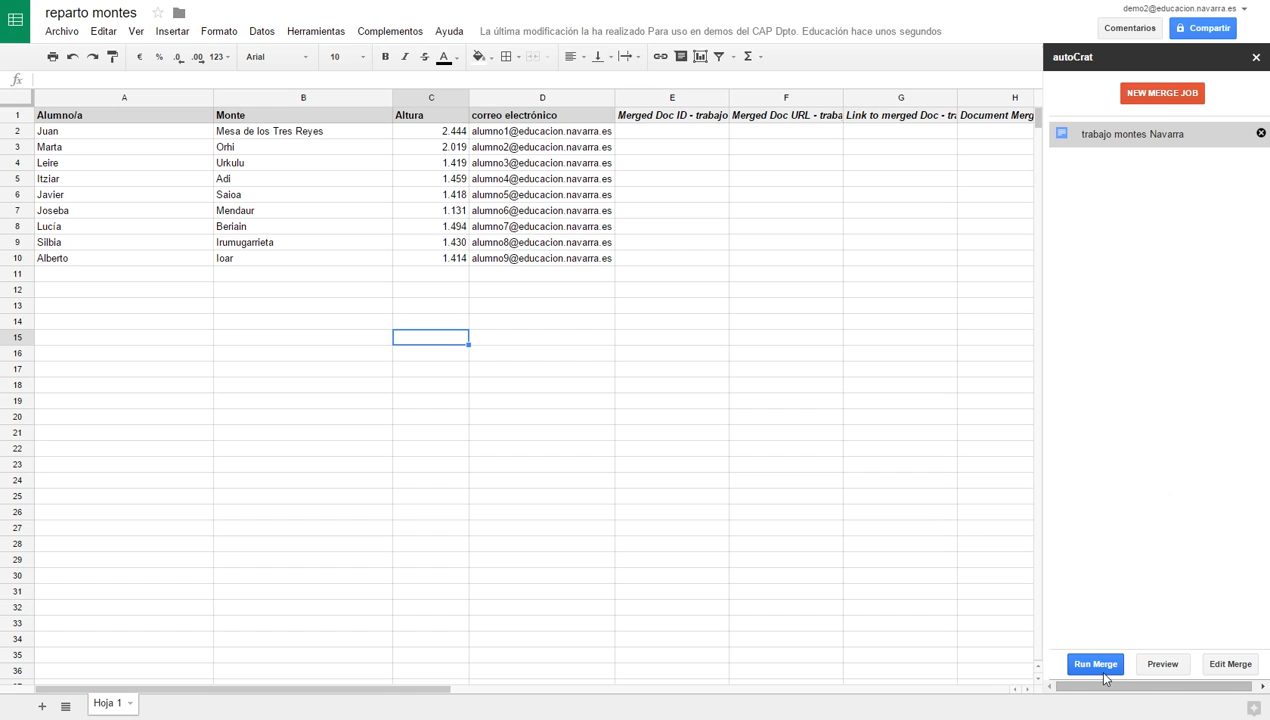 reparto montes
demo2@educacion.navarra.es
Archivo Editar Ver Insertar Formato Datos Herramientas Complementos Ayuda La última modificación la ha realizado Para uso en demos del CAP Dpto. Educación hace unos segundos
Comentarios Compartir
€ % .0 .00 123 Arial 10 B I S A Σ
autoCrat
fx
NEW MERGE JOB
A B C D E F G H
1 Alumno/a Monte Altura correo electrónico Merged Doc ID - trabajo Merged Doc URL - traba Link to merged Doc - tra Document Merg
2 Juan Mesa de los Tres Reyes 2.444 alumno1@educacion.navarra.es
trabajo montes Navarra
3 Marta Orhi 2.019 alumno2@educacion.navarra.es
4 Leire Urkulu 1.419 alumno3@educacion.navarra.es
5 Itziar Adi 1.459 alumno4@educacion.navarra.es
6 Javier Saioa 1.418 alumno5@educacion.navarra.es
7 Joseba Mendaur 1.131 alumno6@educacion.navarra.es
8 Lucía Beriain 1.494 alumno7@educacion.navarra.es
9 Silbia Irumugarrieta 1.430 alumno8@educacion.navarra.es
10 Alberto Ioar 1.414 alumno9@educacion.navarra.es
11
12
13
14
15
16
17
18
19
20
21
22
23
24
25
26
27
28
29
30
31
32
33
34
35
36
Run Merge Preview Edit Merge
Hoja 1